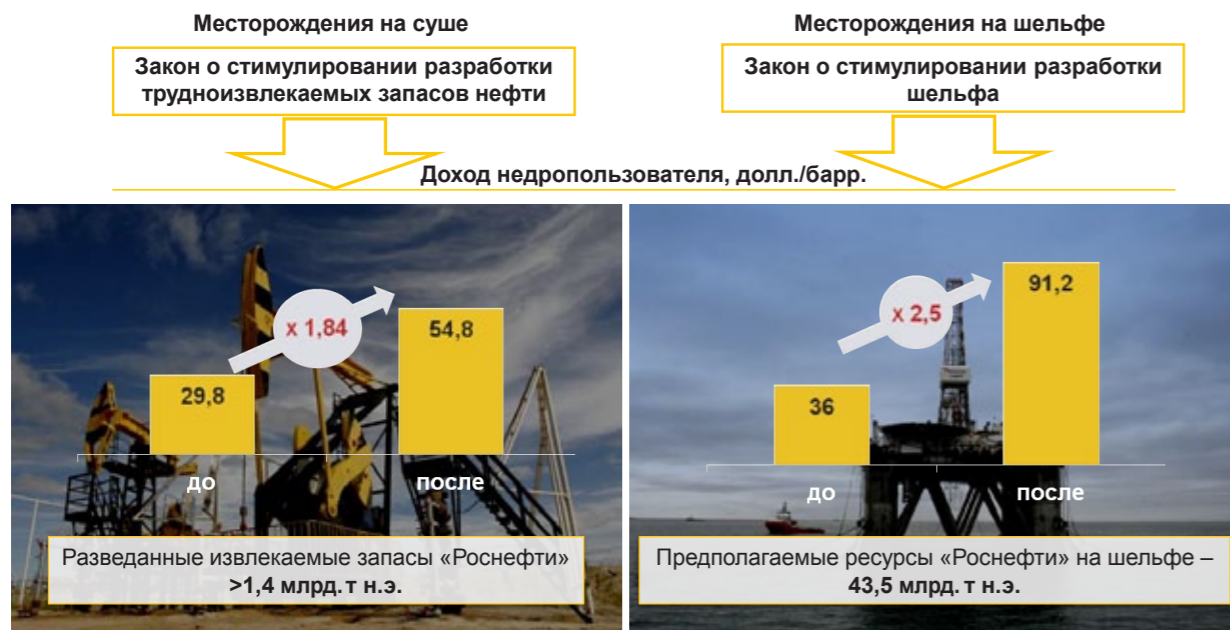 Месторождения на суше
Закон о стимулировании разработки
трудноизвлекаемых запасов нефти
Месторождения на шельфе
Закон о стимулировании разработки
шельфа
Доход недропользователя, долл./барр.
х 1,84
54,8
29,8
до
после
Разведанные извлекаемые запасы «Роснефти»
>1,4 млрд. т н.э.
х 2,5
91,2
36
до
после
Предполагаемые ресурсы «Роснефти» на шельфе –
43,5 млрд. т н.э.